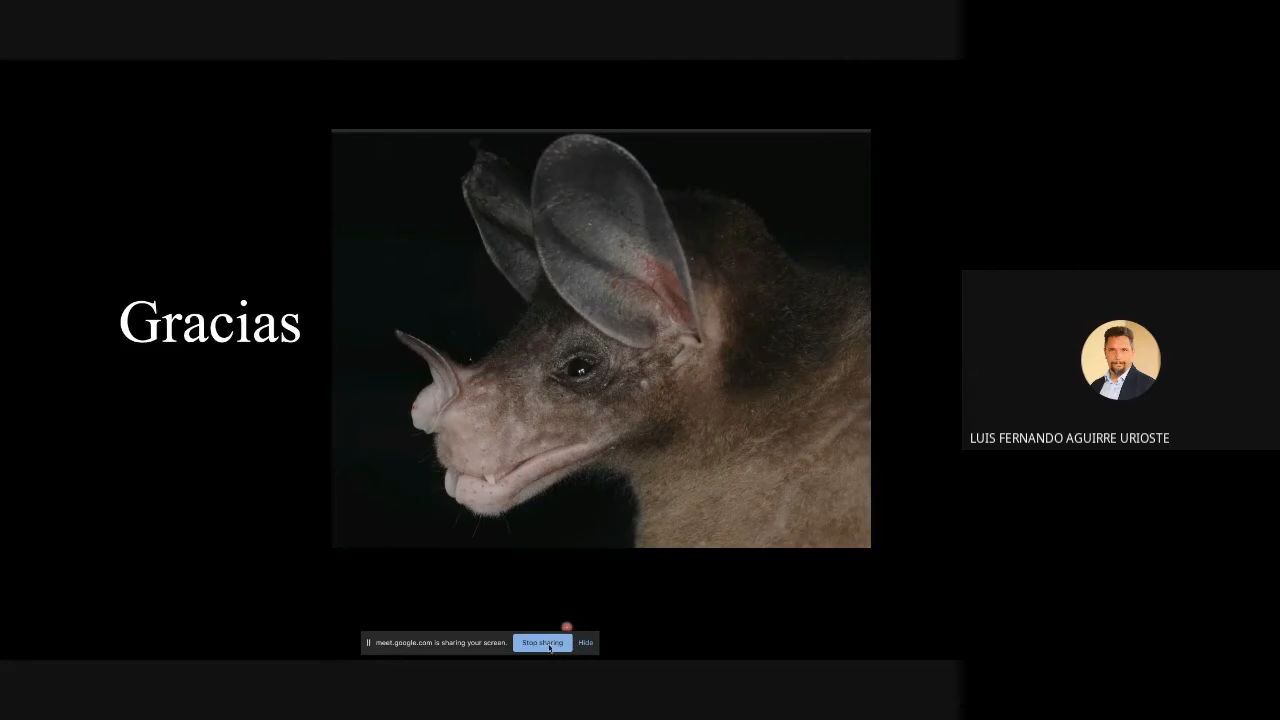 Gracias
LUIS FERNANDO AGUIRRE URIOSTE
meet.google.com is sharing your screen. Stop sharing Hide